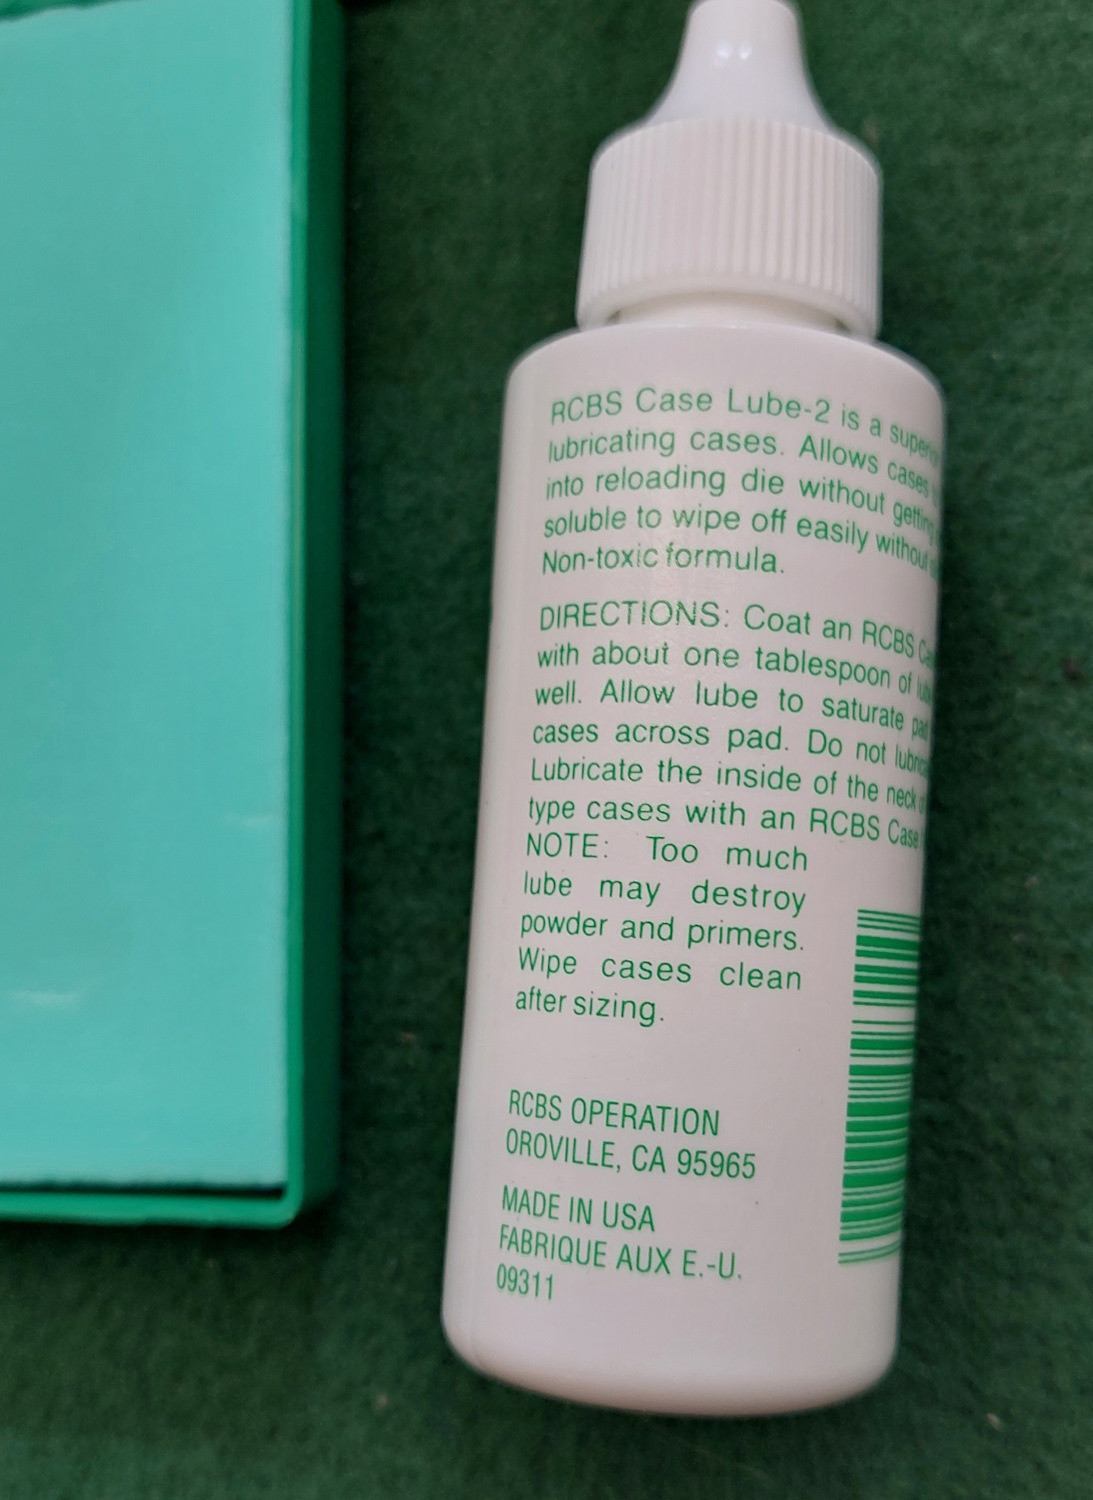 RCBS Case Lube-2 is a
lubricating cases. Allows cases
into reloading die without getting
soluble to wipe off easily without
Non-toxic formula.
DIRECTIONS: Coat an RCBS
with about one tablespoon of
well. Allow lube to saturate pad
cases across pad. Do not
Lubricate the inside of the neck
type cases with an RCBS Case
NOTE: Too much
lube may destroy
powder and primers.
Wipe cases clean
after sizing.
RCBS OPERATION
OROVILLE, CA 95965
MADE IN USA
FABRIQUE AUX E.-U.
09311